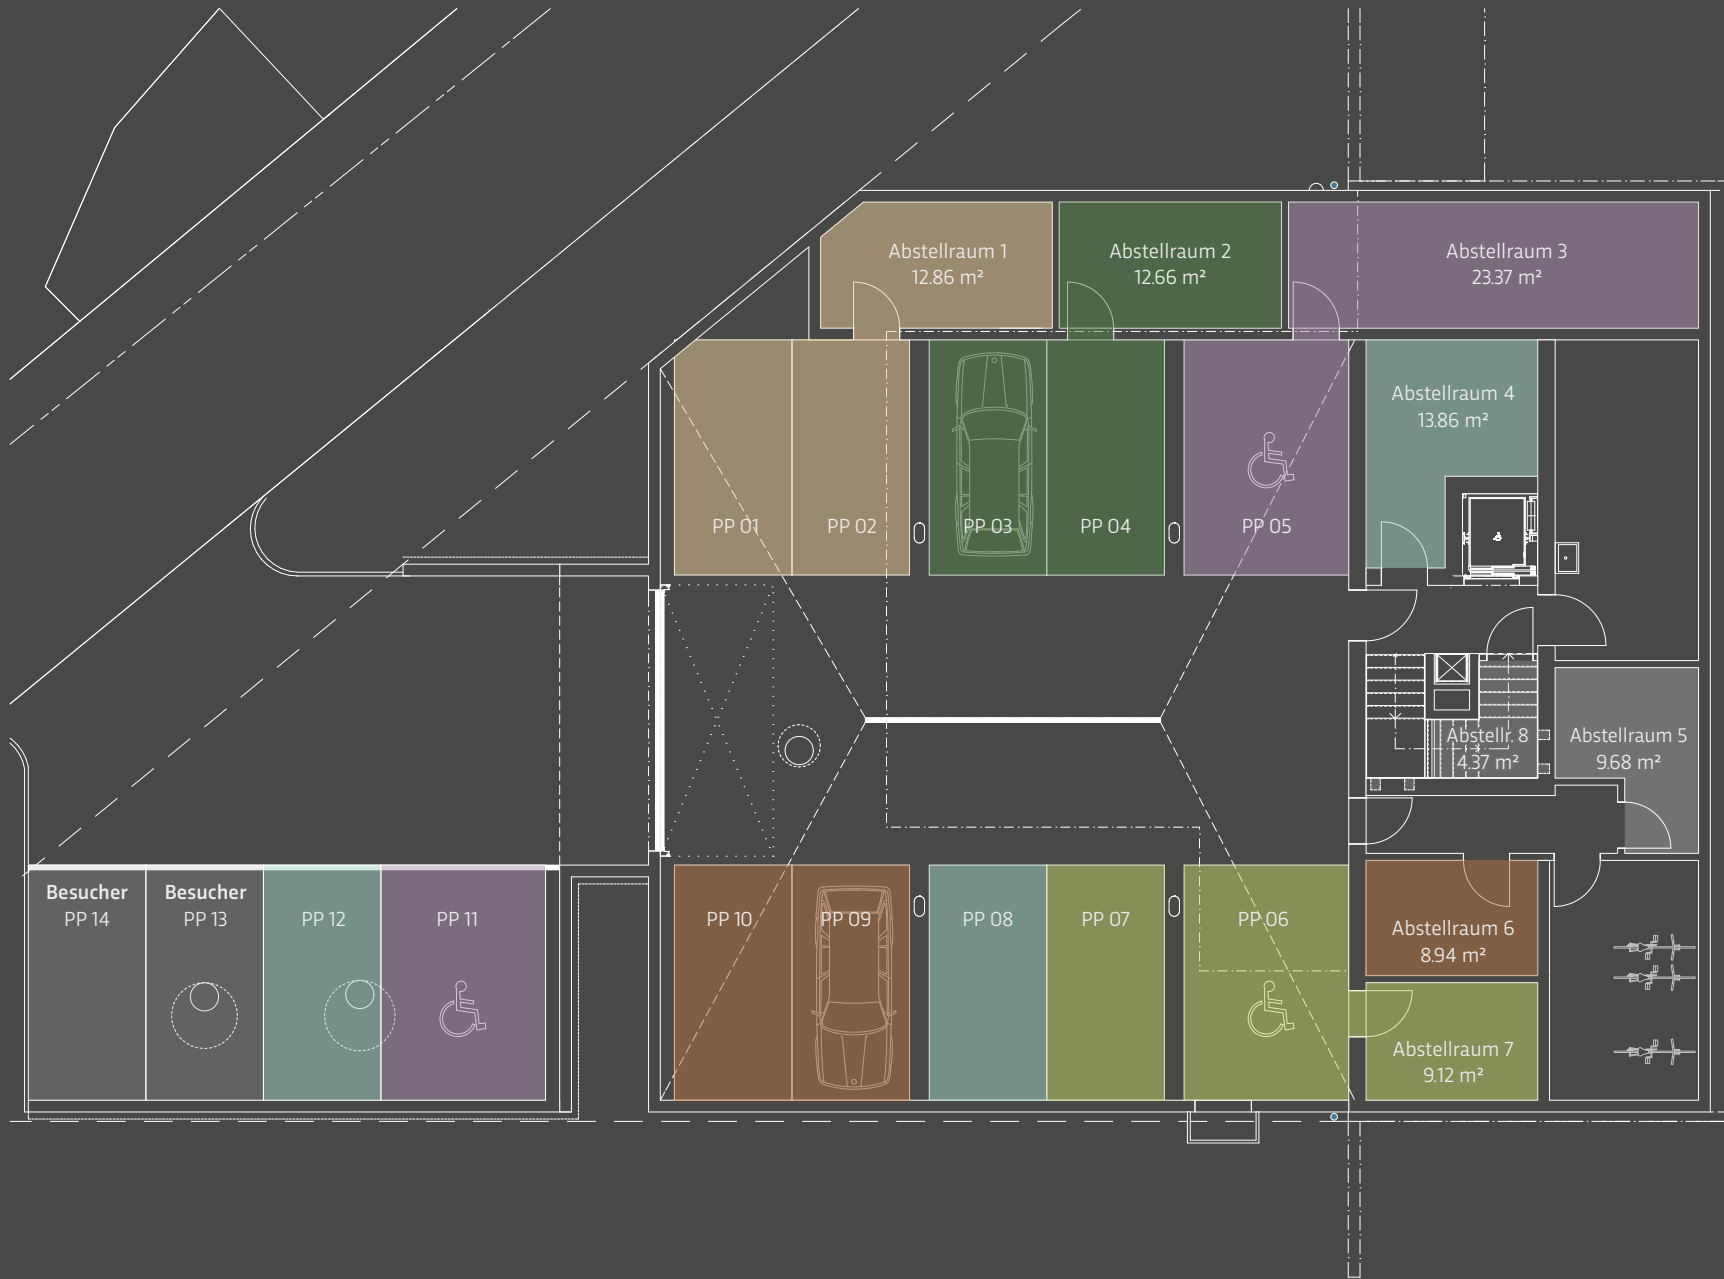 Abstellraum 1
12.86 m²
Abstellraum 2
12.66 m²
Abstellraum 3
23.37 m²
Abstellraum 4
13.86 m²
PP 01
PP 02
PP 03
PP 04
PP 05
Abstellr. 8
4.37 m²
Abstellraum 5
9.68 m²
Besucher
PP 14
Besucher
PP 13
PP 12
PP 11
PP 10
PP 09
PP 08
PP 07
PP 06
Abstellraum 6
8.94 m²
Abstellraum 7
9.12 m²